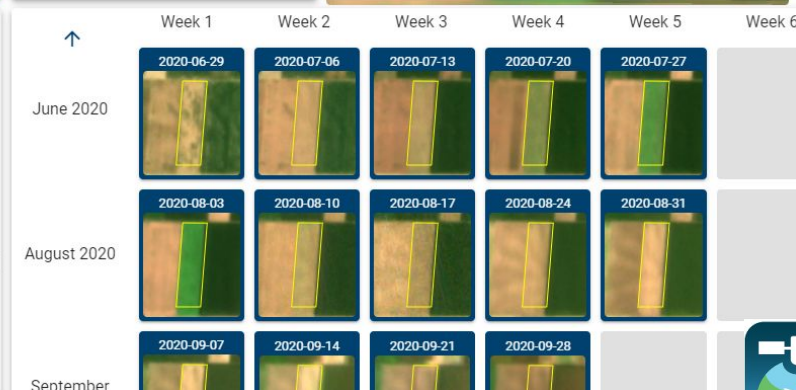 Week 1 Week 2 Week 3 Week 4 Week 5 Week 6
2020-06-29 2020-07-06 2020-07-13 2020-07-20 2020-07-27
June 2020
2020-08-03 2020-08-10 2020-08-17 2020-08-24 2020-08-31
August 2020
2020-09-07 2020-09-14 2020-09-21 2020-09-28
September